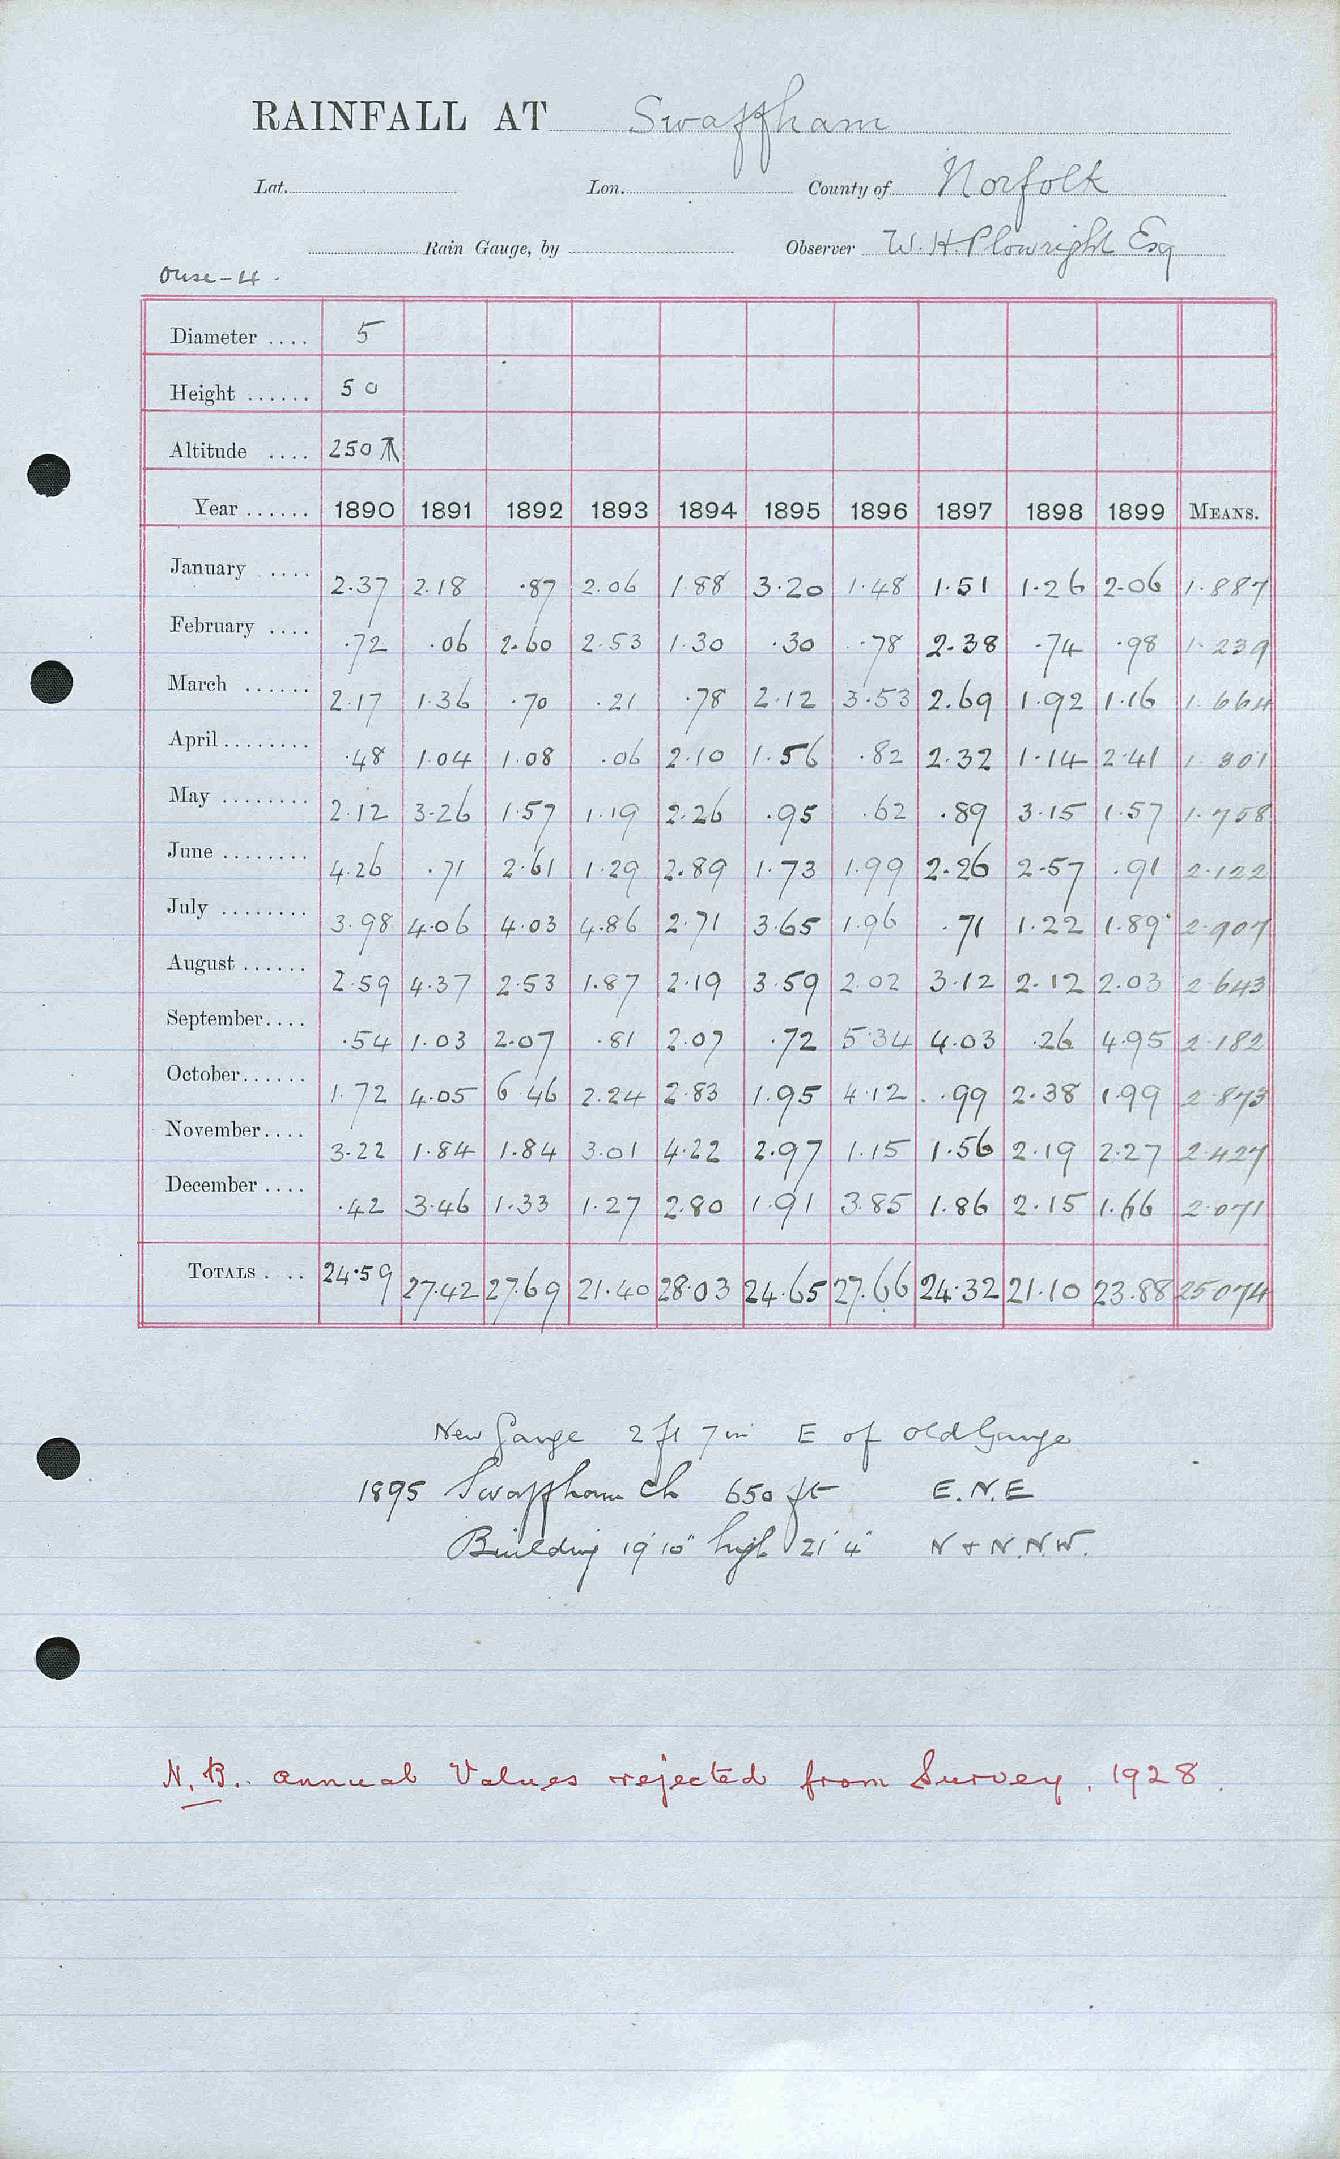 RAINFALL AT Swaffham
Lat. Lon. County of Norfolk
Rain Gauge, by Observer W. H. Plowright Esq
Ouse - 4.
Diameter .... 5
Height ...... 5 0
Altitude .... 250
Year ...... 1890 1891 1892 1893 1894 1895 1896 1897 1898 1899 MEANS.
January .... 2.37 2.18 .87 2.06 1.88 3.20 1.48 1.51 1.26 2.06 1.887
February .... .72 .06 2.60 2.53 1.30 .30 .78 2.38 .74 .98 1.239
March ...... 2.17 1.36 .70 .21 .78 2.12 3.53 2.69 1.92 1.16 1.664
April ........ .48 1.04 1.08 .06 2.10 1.56 .82 2.32 1.14 2.41 1.301
May ........ 2.12 3.26 1.57 1.19 2.26 .95 .62 .89 3.15 1.57 1.758
June ........ 4.26 .71 2.61 1.29 2.89 1.73 1.99 2.26 2.57 .91 2.122
July ........ 3.98 4.06 4.03 4.86 2.71 3.65 1.96 .71 1.22 1.89 2.907
August ...... 2.59 4.37 2.53 1.87 2.19 3.59 2.02 3.12 2.12 2.03 2.643
September .... .54 1.03 2.07 .81 2.07 .72 5.34 4.03 .26 4.95 2.182
October ...... 1.72 4.05 6.46 2.24 2.83 1.95 4.12 .99 2.38 1.99 2.873
November .... 3.22 1.84 1.84 3.01 4.22 2.97 1.15 1.56 2.19 2.27 2.427
December .... .42 3.46 1.33 1.27 2.80 1.91 3.85 1.86 2.15 1.66 2.071
TOTALS .... 24.59 27.42 27.69 21.40 28.03 24.65 27.66 24.32 21.10 23.88 25.074
New Gauge 2 ft 7 in E of old Gauge
1895 Swaffham Ch 650 ft E.N.E
Building 19' 10" high 21' 4" N + N.N.W.
N.B. annual Values rejected from Survey, 1928.